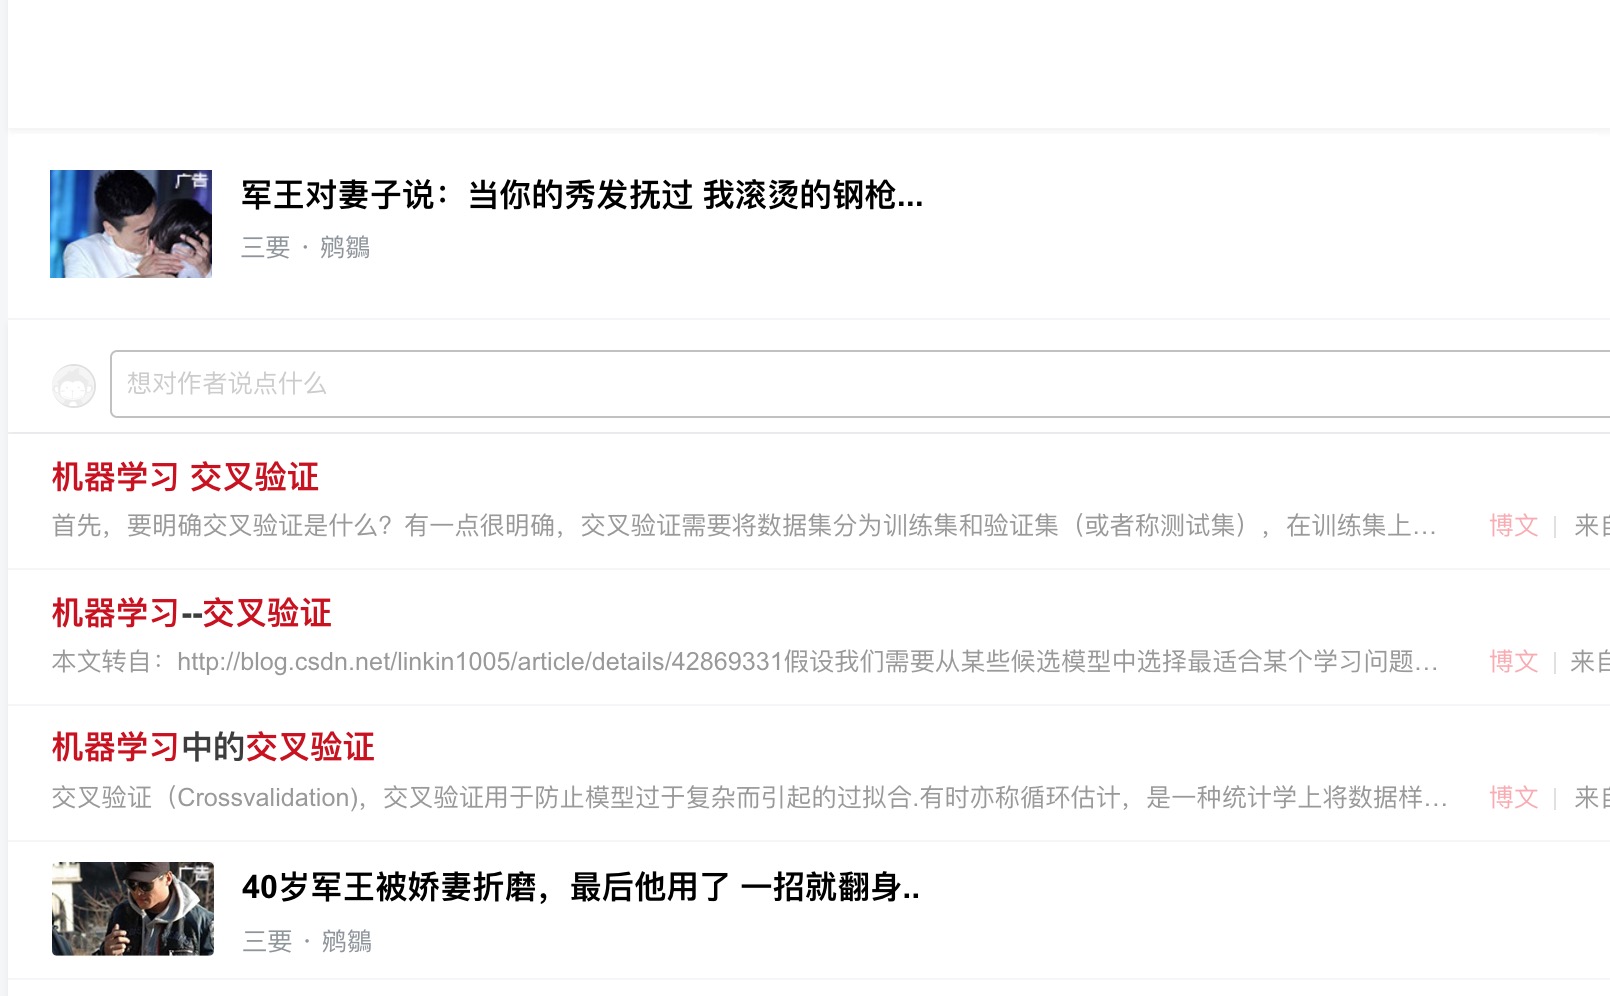 广告
军王对妻子说：当你的秀发抚过 我滚烫的钢枪...
三要 · 鹓鶵
想对作者说点什么
机器学习 交叉验证
首先，要明确交叉验证是什么？有一点很明确，交叉验证需要将数据集分为训练集和验证集（或者称测试集），在训练集上... 博文 | 来自
机器学习--交叉验证
本文转自：http://blog.csdn.net/linkin1005/article/details/42869331假设我们需要从某些候选模型中选择最适合某个学习问题... 博文 | 来自
机器学习中的交叉验证
交叉验证（Crossvalidation)，交叉验证用于防止模型过于复杂而引起的过拟合.有时亦称循环估计，是一种统计学上将数据样... 博文 | 来自
广告
40岁军王被娇妻折磨，最后他用了 一招就翻身..
三要 · 鹓鶵